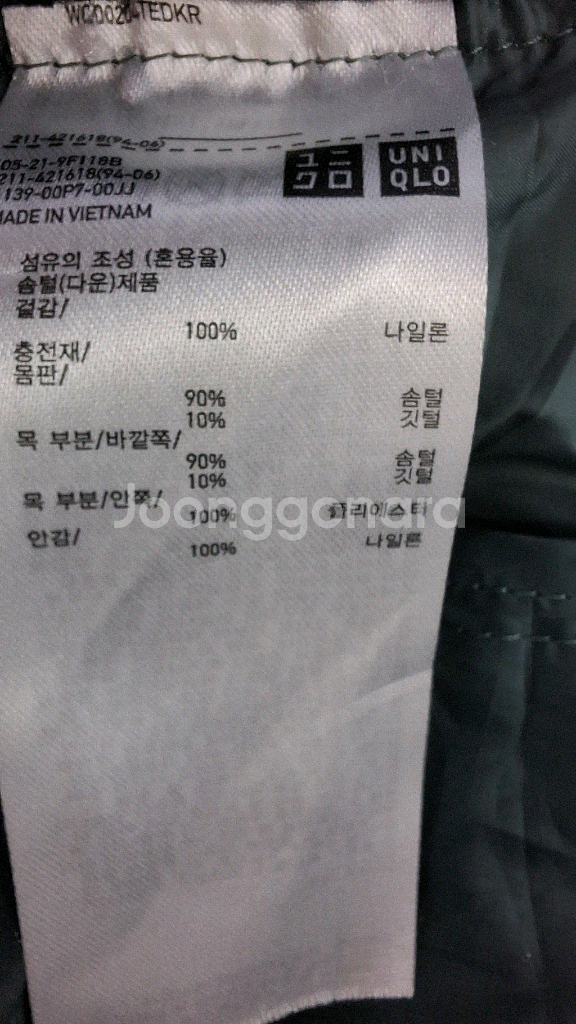 WC0020-TEDKR
211-421618(94-06)
05-21-9F118B
211-421618(94-06)
139-00P7-00JJ
MADE IN VIETNAM
ユニ
クロ
UNI
QLO
섬유의 조성 (혼용율)
솜털(다운)제품
겉감/
100% 나일론
충전재/
몸판/
90% 솜털
10% 깃털
목 부분/바깥쪽/
90% 솜털
10% 깃털
목 부분/안쪽/
100% 폴리에스터
안감/
100% 나일론
Joonggonara